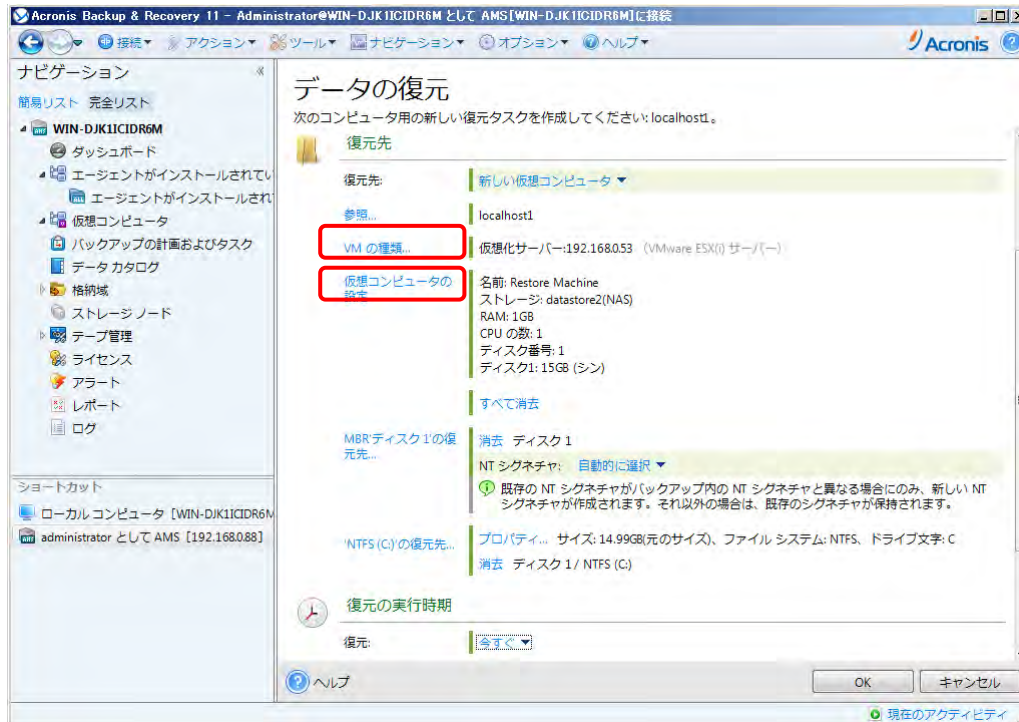 Acronis Backup & Recovery 11 - Administrator@WIN-DJK1ICIDR6M として AMS[WIN-DJK1ICIDR6M]に接続
接続 アクション ツール ナビゲーション オプション ヘルプ
Acronis
ナビゲーション
簡易リスト 完全リスト
WIN-DJK1ICIDR6M
ダッシュボード
エージェントがインストールされてい
エージェントがインストールされ
仮想コンピュータ
バックアップの計画およびタスク
データ カタログ
格納域
ストレージ ノード
テープ管理
ライセンス
アラート
レポート
ログ
ショートカット
ローカル コンピュータ [WIN-DJK1ICIDR6M
administrator として AMS [192.168.0.88]
データの復元
次のコンピュータ用の新しい復元タスクを作成してください: localhost1。
復元先
復元先: 新しい仮想コンピュータ
参照... localhost1
VM の種類... 仮想化サーバー:192.168.0.53 (VMware ESX(i) サーバー)
仮想コンピュータの
設定
名前: Restore Machine
ストレージ: datastore2(NAS)
RAM: 1GB
CPU の数: 1
ディスク番号: 1
ディスク1: 15GB (シン)
すべて消去
MBR'ディスク 1'の復
元先...
消去 ディスク 1
NT シグネチャ: 自動的に選択
既存の NT シグネチャがバックアップ内の NT シグネチャと異なる場合にのみ、新しい NT
シグネチャが作成されます。それ以外の場合は、既存のシグネチャが保持されます。
'NTFS (C:)'の復元先... プロパティ... サイズ: 14.99GB(元のサイズ)、ファイル システム: NTFS、ドライブ文字: C
消去 ディスク 1/ NTFS (C:)
復元の実行時期
復元: 今すぐ
ヘルプ
OK キャンセル
現在のアクティビティ